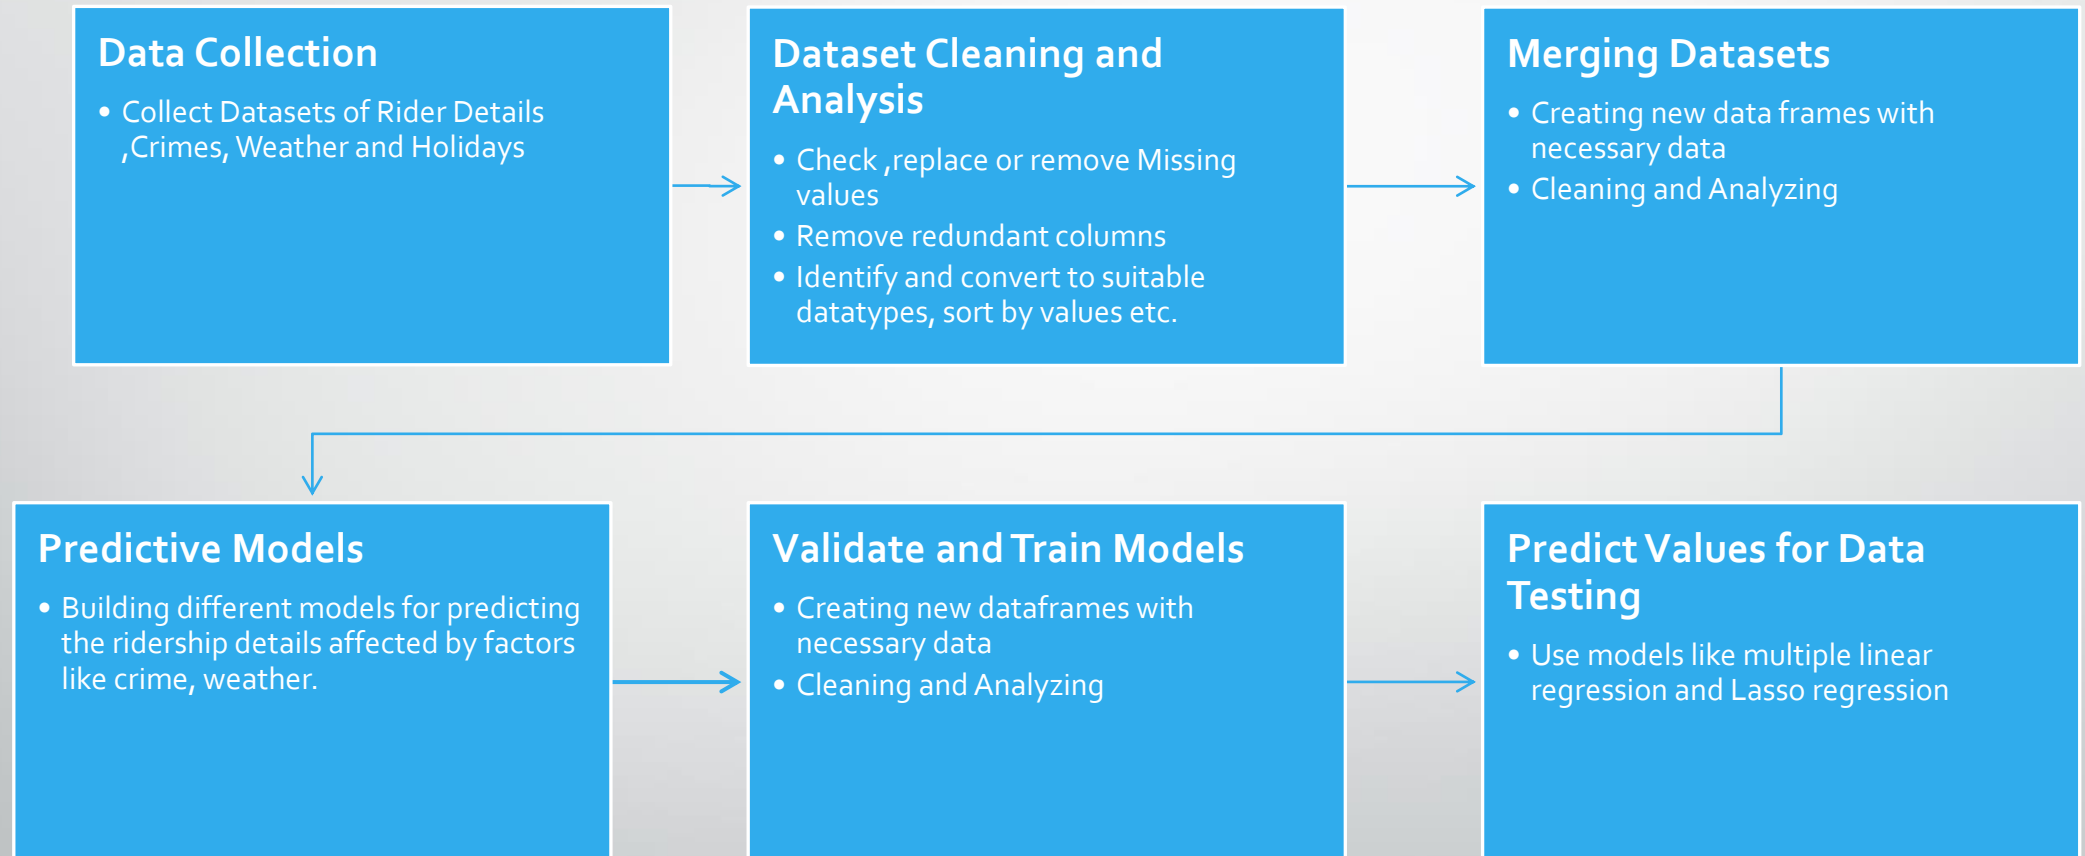 Data Collection
• Collect Datasets of Rider Details
,Crimes, Weather and Holidays
Dataset Cleaning and
Analysis
• Check ,replace or remove Missing
values
• Remove redundant columns
• Identify and convert to suitable
datatypes, sort by values etc.
Merging Datasets
• Creating new data frames with
necessary data
• Cleaning and Analyzing
Predictive Models
• Building different models for predicting
the ridership details affected by factors
like crime, weather.
Validate and Train Models
• Creating new dataframes with
necessary data
• Cleaning and Analyzing
Predict Values for Data
Testing
• Use models like multiple linear
regression and Lasso regression